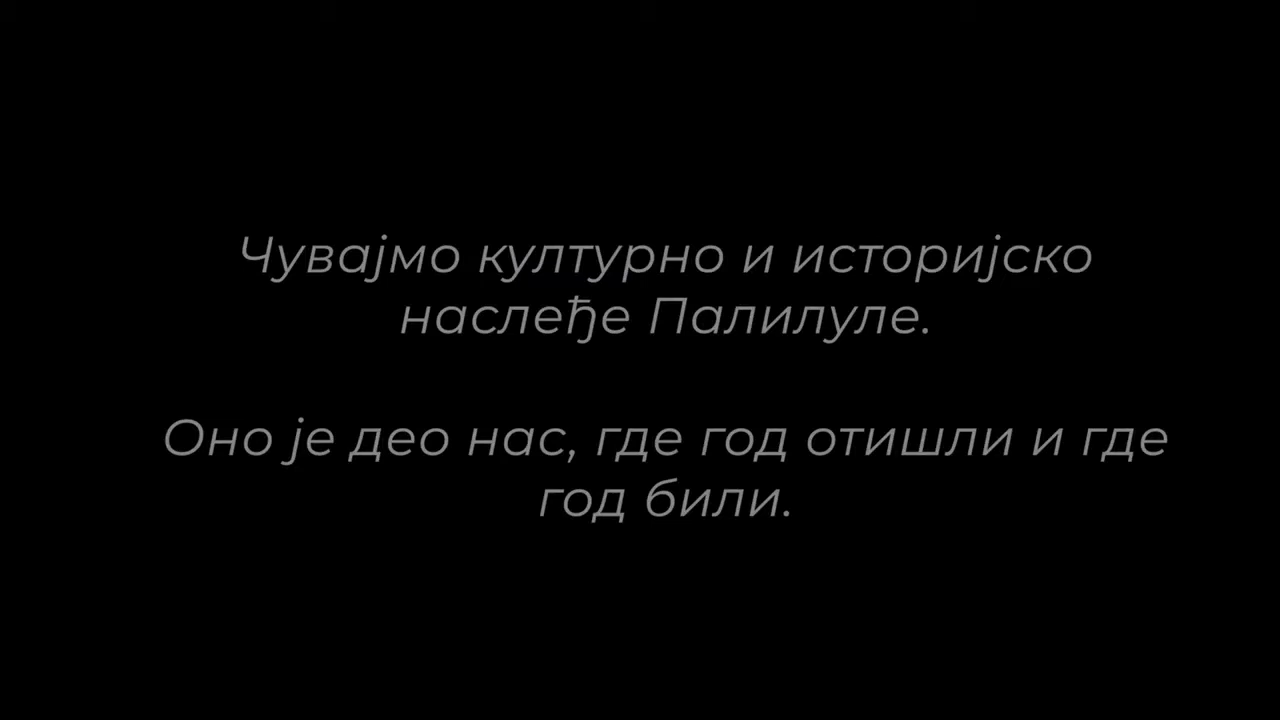 Чувајмо културно и историјско
наслеђе Палилуле.
Оно је део нас, где год отишли и где
год били.